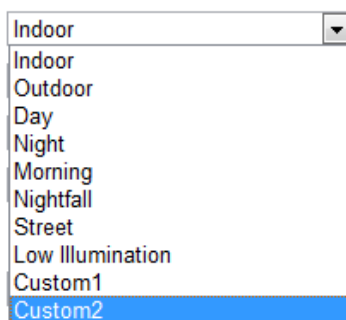 Indoor
Indoor
Outdoor
Day
Night
Morning
Nightfall
Street
Low Illumination
Custom1
Custom2